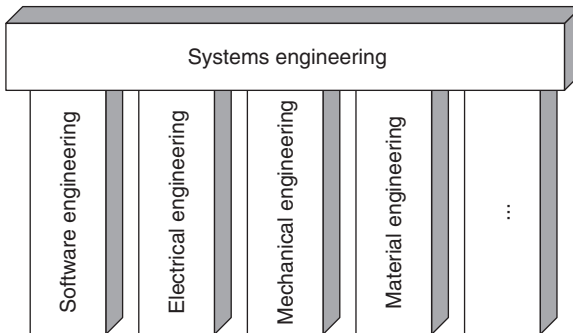 Systems engineering
Software engineering
Electrical engineering
Mechanical engineering
Material engineering
...